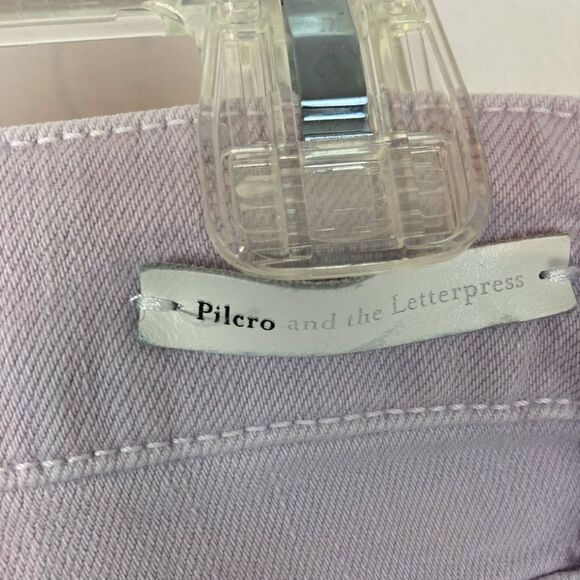 Pilcro and the Letterpress